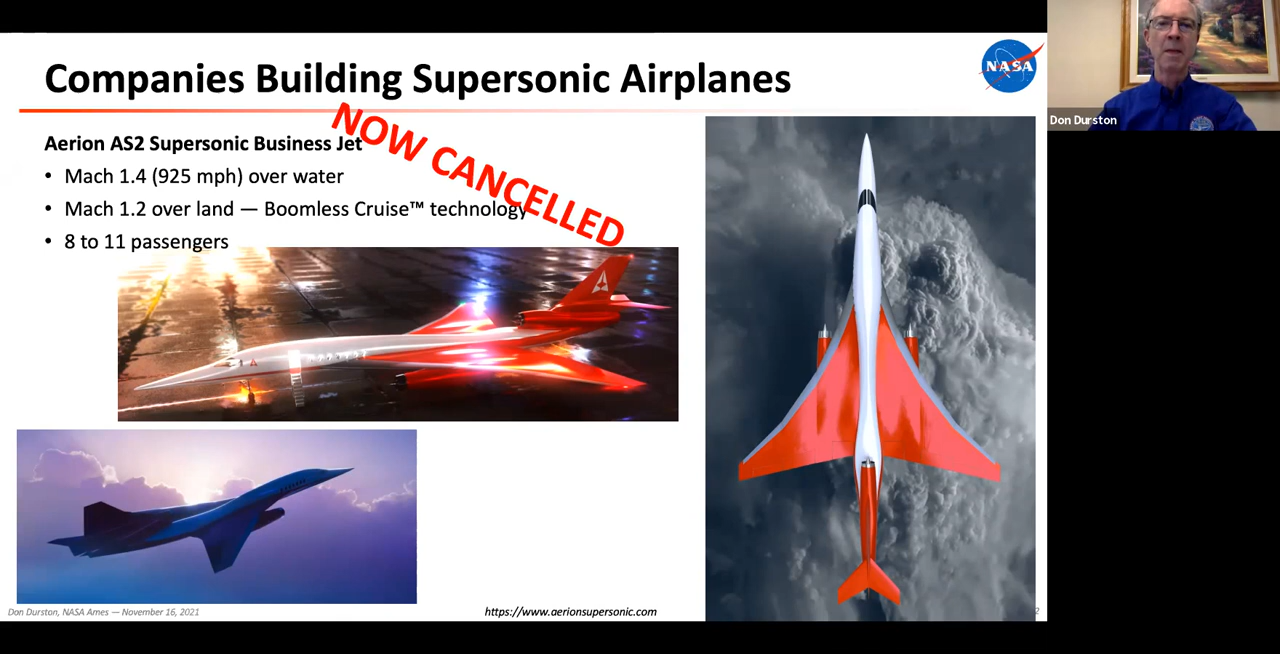 Companies Building Supersonic Airplanes
NASA
Don Durston
NOW CANCELLED
Aerion AS2 Supersonic Business Jet
• Mach 1.4 (925 mph) over water
• Mach 1.2 over land — Boomless Cruise™ technology
• 8 to 11 passengers
Don Durston, NASA Ames — November 16, 2021
https://www.aerionsupersonic.com
2